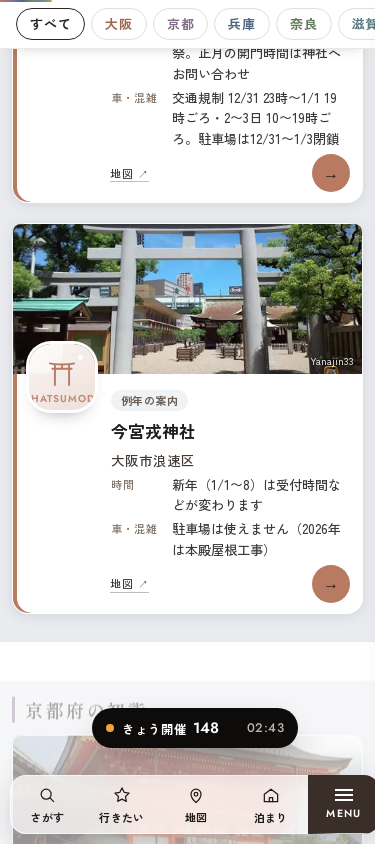 すべて 大阪 京都 兵庫 奈良 滋賀
祭。正月の開門時間は神社へ
お問い合わせ
車・混雑 交通規制 12/31 23時〜1/1 19
時ごろ・2〜3日 10〜19時ご
ろ。駐車場は12/31〜1/3閉鎖
地図 ↗ →
Yanajin33
HATSUMOD
例年の案内
今宮戎神社
大阪市浪速区
時間 新年（1/1〜8）は受付時間な
どが変わります
車・混雑 駐車場は使えません（2026年
は本殿屋根工事）
地図 ↗ →
京都府の初詣
きょう開催 148 02:43
さがす 行きたい 地図 泊まり MENU